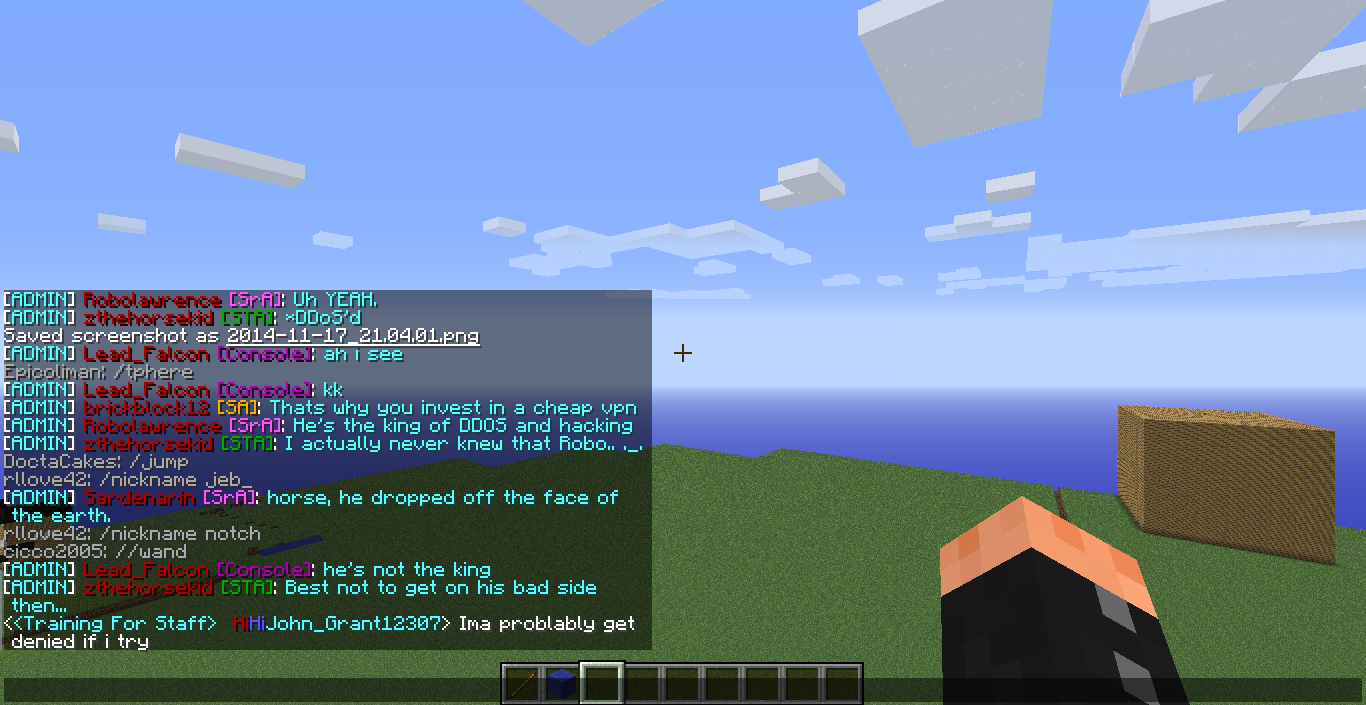 [ADMIN] Robolawrence [SrA]: Uh YEAH.
[ADMIN] zthehorsekid [STA]: *DDoS'd
Saved screenshot as 2014-11-17_21.04.01.png
[ADMIN] Lead_Falcon [Console]: ah i see
Epicoliman: /tphere
[ADMIN] Lead_Falcon [Console]: kk
[ADMIN] brickblock12 [SA]: Thats why you invest in a cheap vpn
[ADMIN] Robolawrence [SrA]: He's the king of DDOS and hacking
[ADMIN] zthehorsekid [STA]: I actually never knew that Robo.. ._.
DoctaCakes: /jump
rllove42: /nickname jeb_
[ADMIN] Sardenarin [SrA]: horse, he dropped off the face of
the earth.
rllove42: /nickname notch
cicco2005: //wand
[ADMIN] Lead_Falcon [Console]: he's not the king
[ADMIN] zthehorsekid [STA]: Best not to get on his bad side
then...
<<Training For Staff> HiHiJohn_Grant12307> Ima problably get
denied if i try